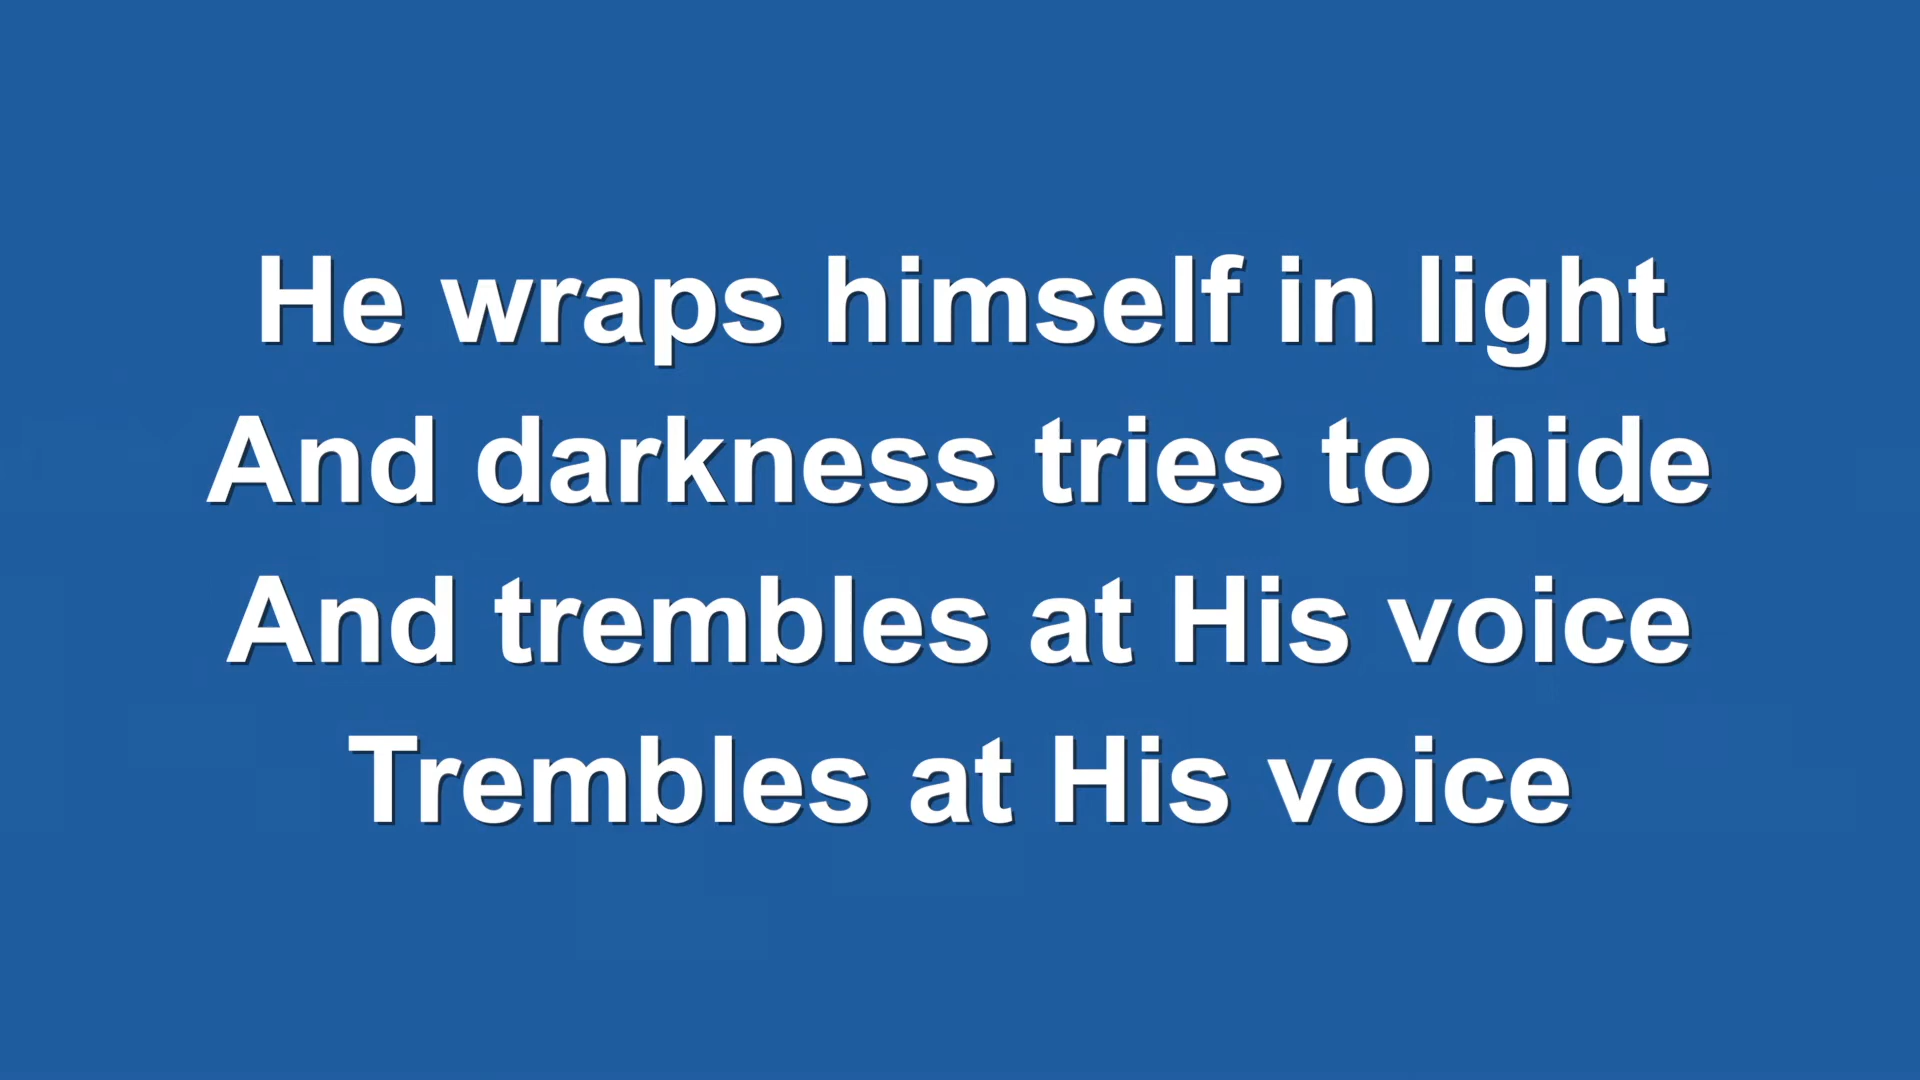 He wraps himself in light
And darkness tries to hide
And trembles at His voice
Trembles at His voice